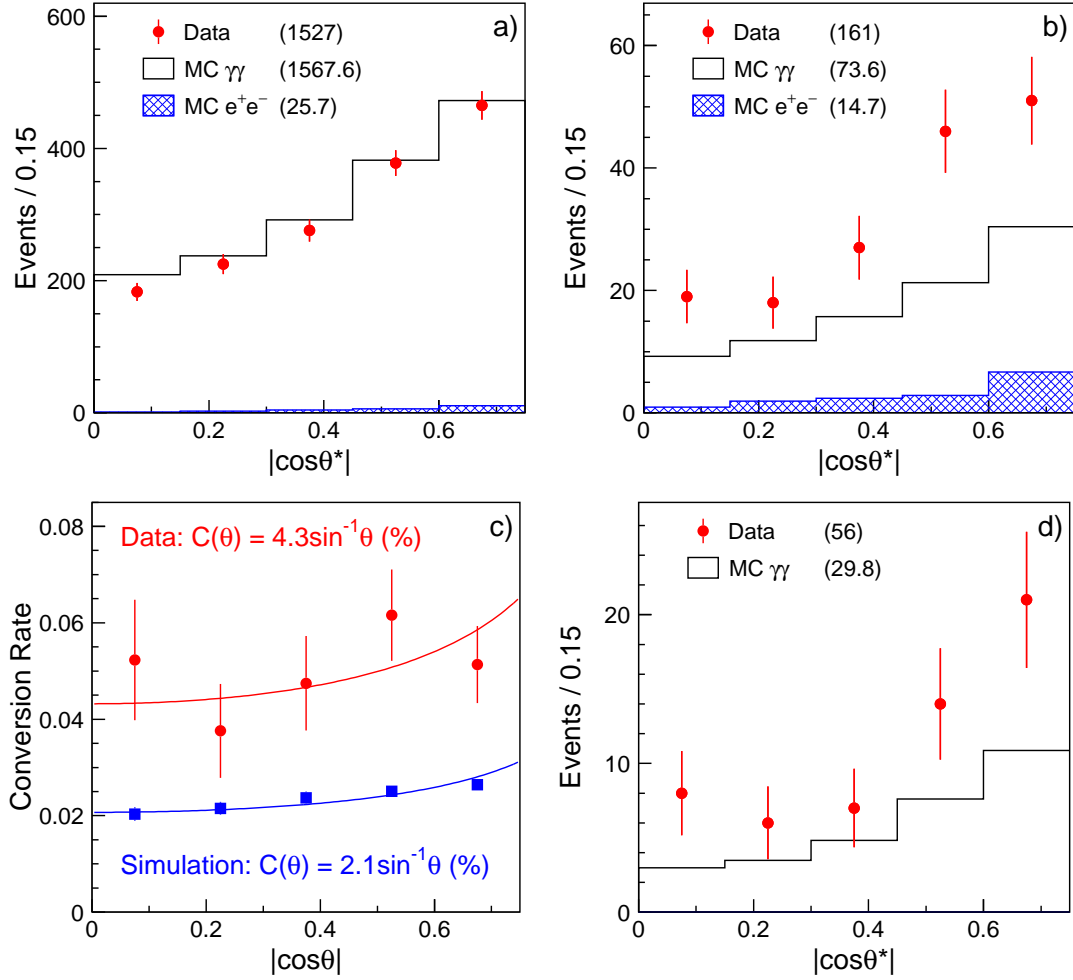 a)
Data (1527)
MC γγ (1567.6)
MC e⁺e⁻ (25.7)
Events / 0.15
600
400
200
0
0 0.2 0.4 0.6
|cosθ*|
b)
Data (161)
MC γγ (73.6)
MC e⁺e⁻ (14.7)
Events / 0.15
60
40
20
0
0 0.2 0.4 0.6
|cosθ*|
c)
Data: C(θ) = 4.3sin⁻¹θ (%)
Simulation: C(θ) = 2.1sin⁻¹θ (%)
Conversion Rate
0.08
0.06
0.04
0.02
0
0 0.2 0.4 0.6
|cosθ|
d)
Data (56)
MC γγ (29.8)
Events / 0.15
20
10
0
0 0.2 0.4 0.6
|cosθ*|